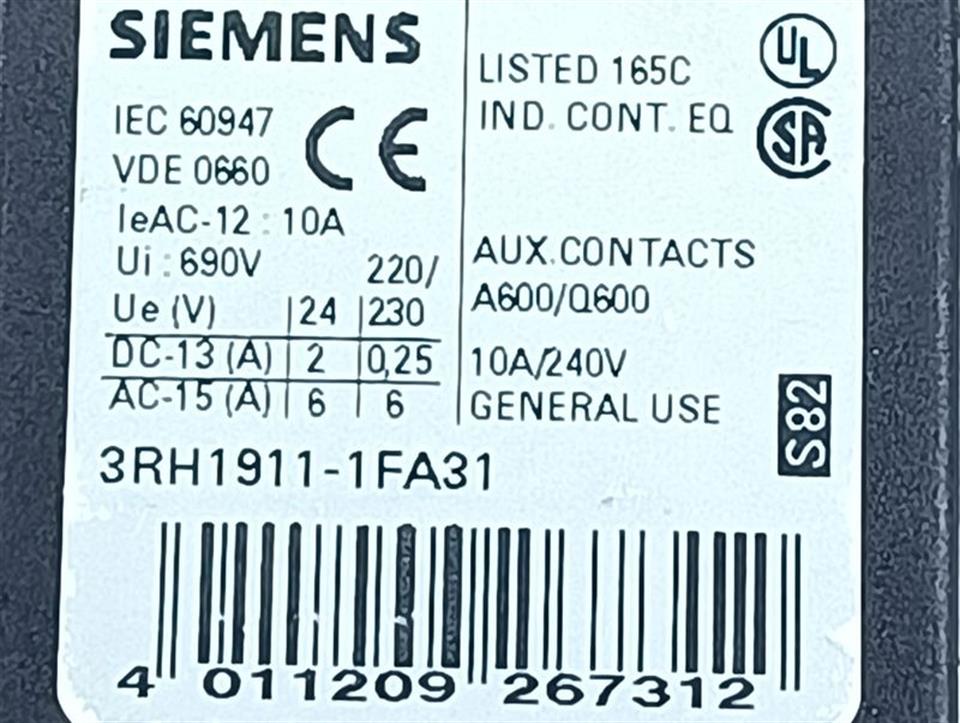 SIEMENS
IEC 60947
VDE 0660
CE
IeAC-12 : 10A
Ui : 690V
220/
Ue (V) | 24 | 230
DC-13 (A) | 2 | 0,25
AC-15 (A) | 6 | 6
LISTED 165C
IND. CONT. EQ
UL
SA
AUX. CONTACTS
A600/Q600
10A/240V
GENERAL USE
S82
3RH1911-1FA31
4 011209 267312